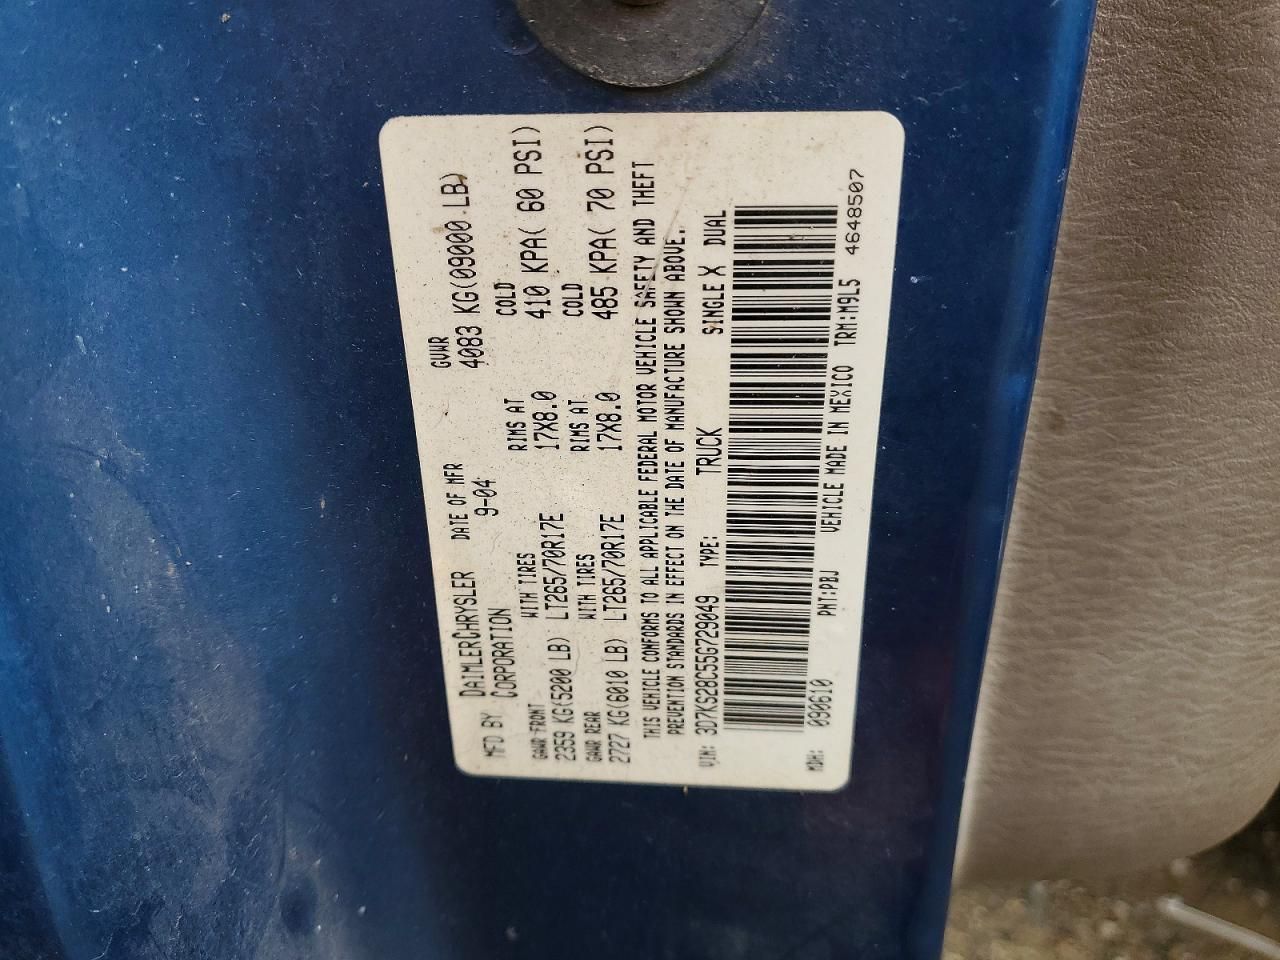 MFD BY DAIMLERCHRYSLER CORPORATION DATE OF MFR 9-04 GVWR 4083 KG(09000 LB)
GAWR FRONT WITH TIRES RIMS AT COLD
2359 KG(5200 LB) LT265/70R17E 17X8.0 410 KPA( 60 PSI)
GAWR REAR WITH TIRES RIMS AT COLD
2727 KG(6010 LB) LT265/70R17E 17X8.0 485 KPA( 70 PSI)
THIS VEHICLE CONFORMS TO ALL APPLICABLE FEDERAL MOTOR VEHICLE SAFETY AND THEFT
PREVENTION STANDARDS IN EFFECT ON THE DATE OF MANUFACTURE SHOWN ABOVE.
VIN: 3D7KS28C55G729049 TYPE: TRUCK SINGLE X DUAL
MDH: 090610 PNT:PBJ VEHICLE MADE IN MEXICO TRM:M9L5 4648507